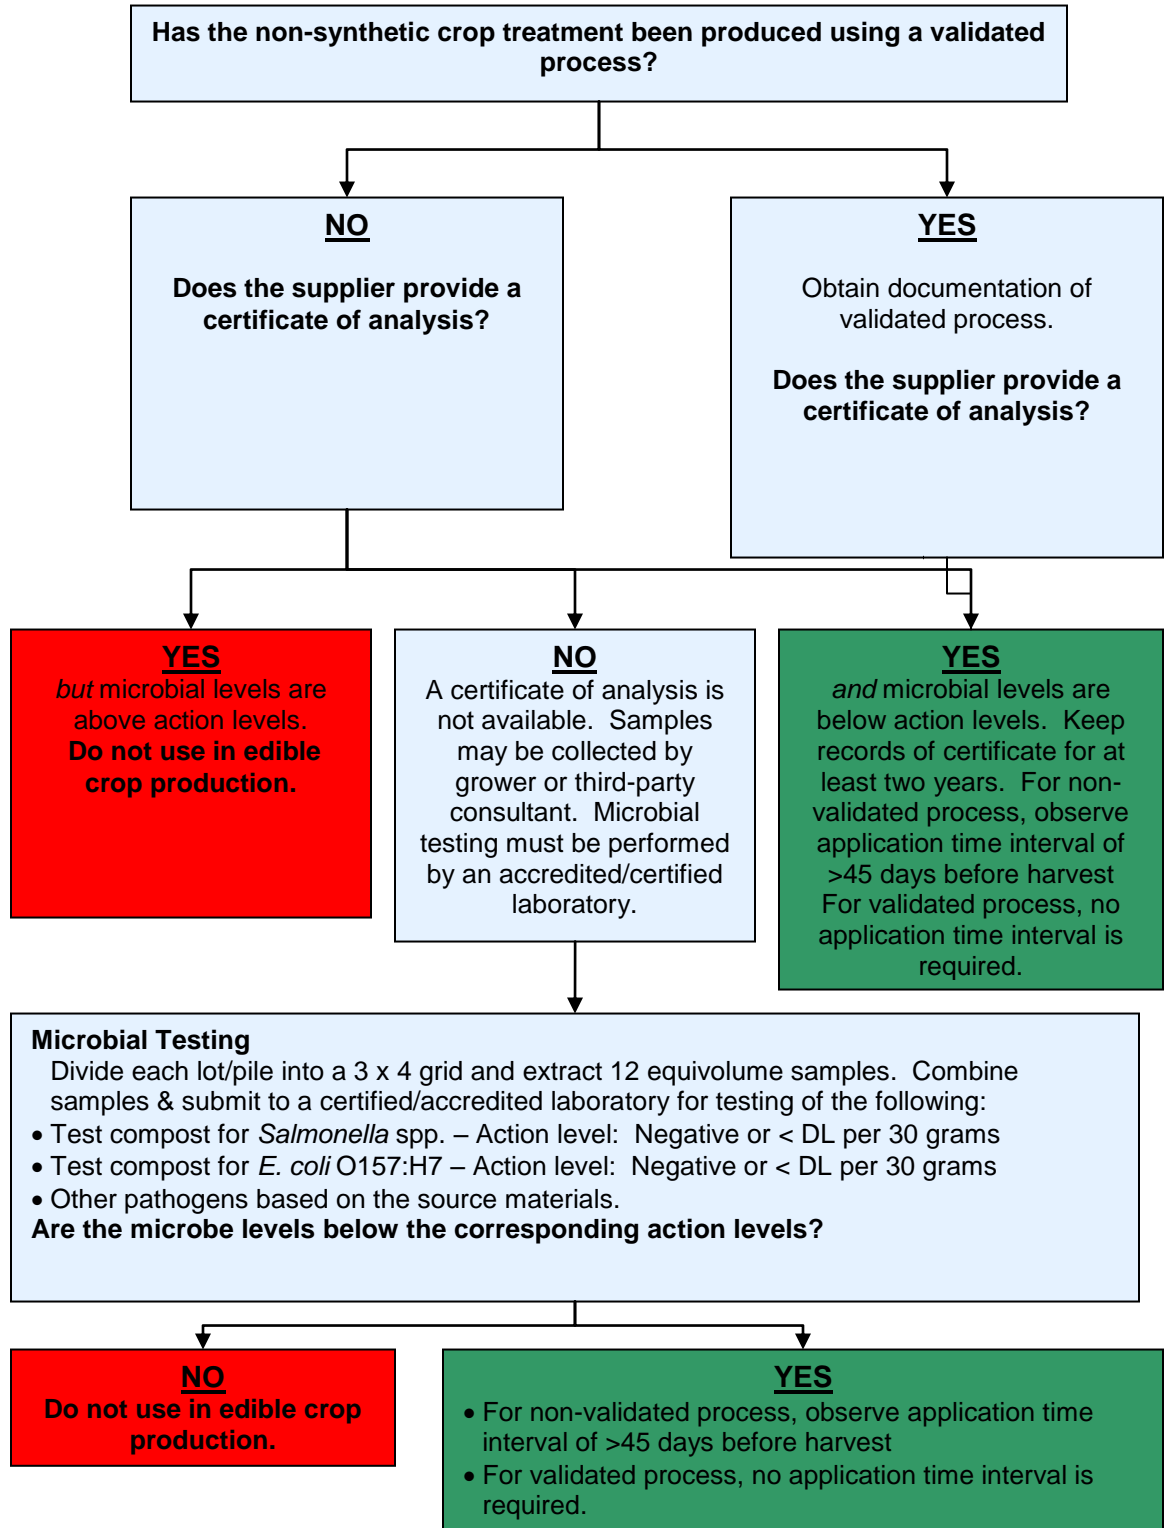 Has the non-synthetic crop treatment been produced using a validated
process?
NO
Does the supplier provide a
certificate of analysis?
YES
Obtain documentation of
validated process.
Does the supplier provide a
certificate of analysis?
YES
but microbial levels are
above action levels.
Do not use in edible
crop production.
NO
A certificate of analysis is
not available.  Samples
may be collected by
grower or third-party
consultant.  Microbial
testing must be performed
by an accredited/certified
laboratory.
YES
and microbial levels are
below action levels.  Keep
records of certificate for at
least two years.  For non-
validated process, observe
application time interval of
>45 days before harvest
For validated process, no
application time interval is
required.
Microbial Testing
Divide each lot/pile into a 3 x 4 grid and extract 12 equivolume samples.  Combine
samples & submit to a certified/accredited laboratory for testing of the following:
• Test compost for Salmonella spp. – Action level:  Negative or < DL per 30 grams
• Test compost for E. coli O157:H7 – Action level:  Negative or < DL per 30 grams
• Other pathogens based on the source materials.
Are the microbe levels below the corresponding action levels?
NO
Do not use in edible crop
production.
YES
• For non-validated process, observe application time
interval of >45 days before harvest
• For validated process, no application time interval is
required.